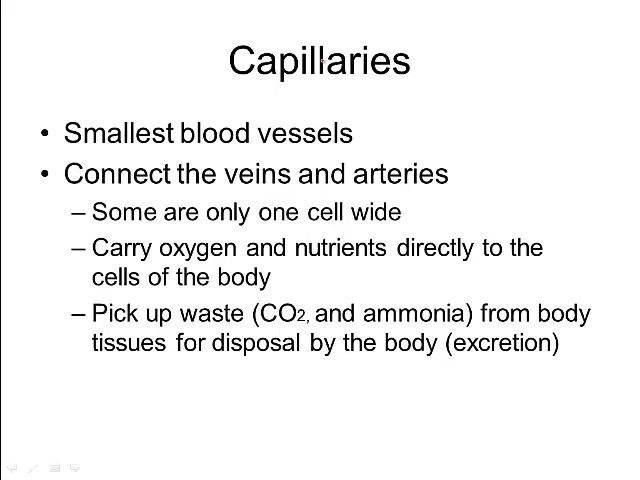 Capillaries
• Smallest blood vessels
• Connect the veins and arteries
– Some are only one cell wide
– Carry oxygen and nutrients directly to the
cells of the body
– Pick up waste (CO2, and ammonia) from body
tissues for disposal by the body (excretion)